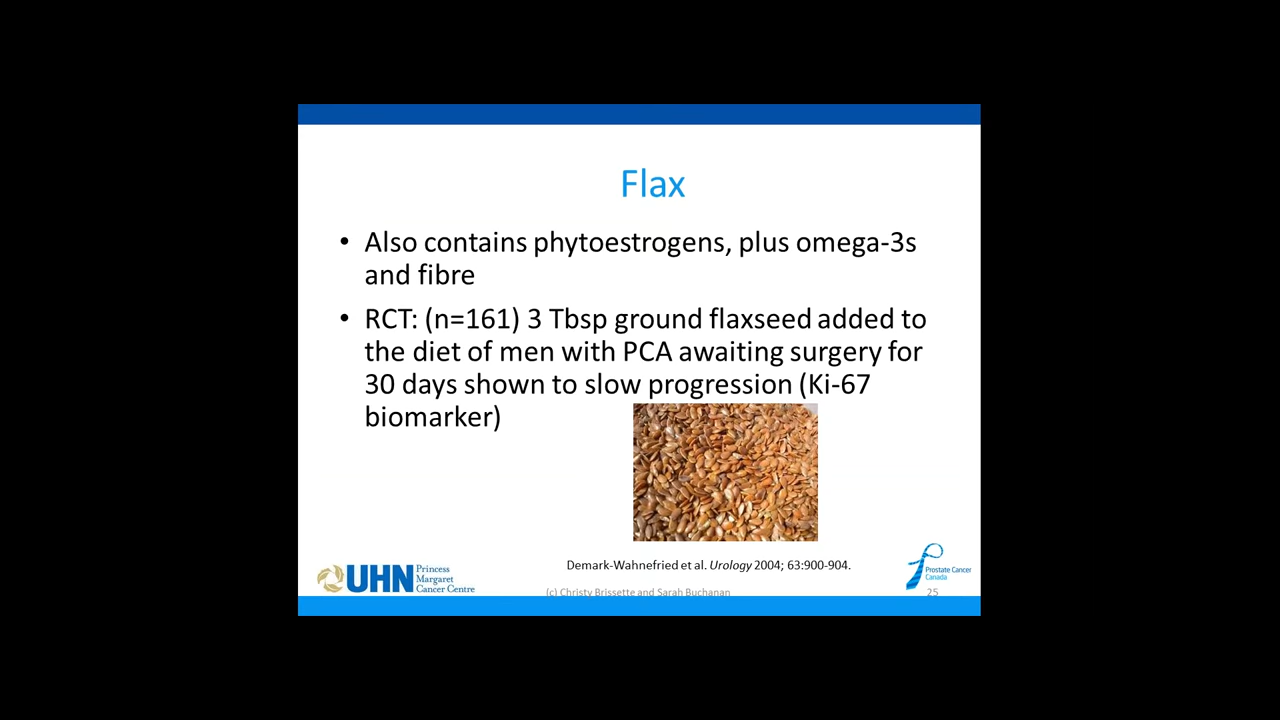 Flax
• Also contains phytoestrogens, plus omega-3s
and fibre
• RCT: (n=161) 3 Tbsp ground flaxseed added to
the diet of men with PCA awaiting surgery for
30 days shown to slow progression (Ki-67
biomarker)
Demark-Wahnefried et al. Urology 2004; 63:900-904.
UHN Princess
Margaret
Cancer Centre
(c) Christy Brissette and Sarah Buchanan
Prostate Cancer
Canada
25